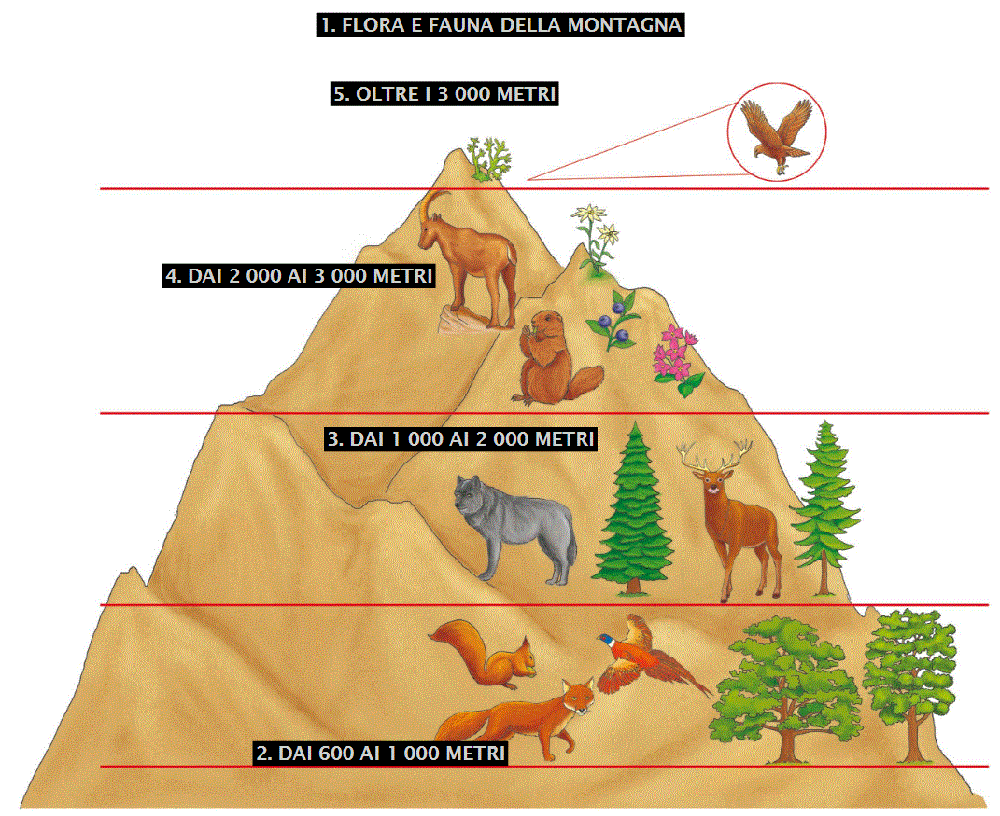 1. FLORA E FAUNA DELLA MONTAGNA
5. OLTRE I 3 000 METRI
4. DAI 2 000 AI 3 000 METRI
3. DAI 1 000 AI 2 000 METRI
2. DAI 600 AI 1 000 METRI